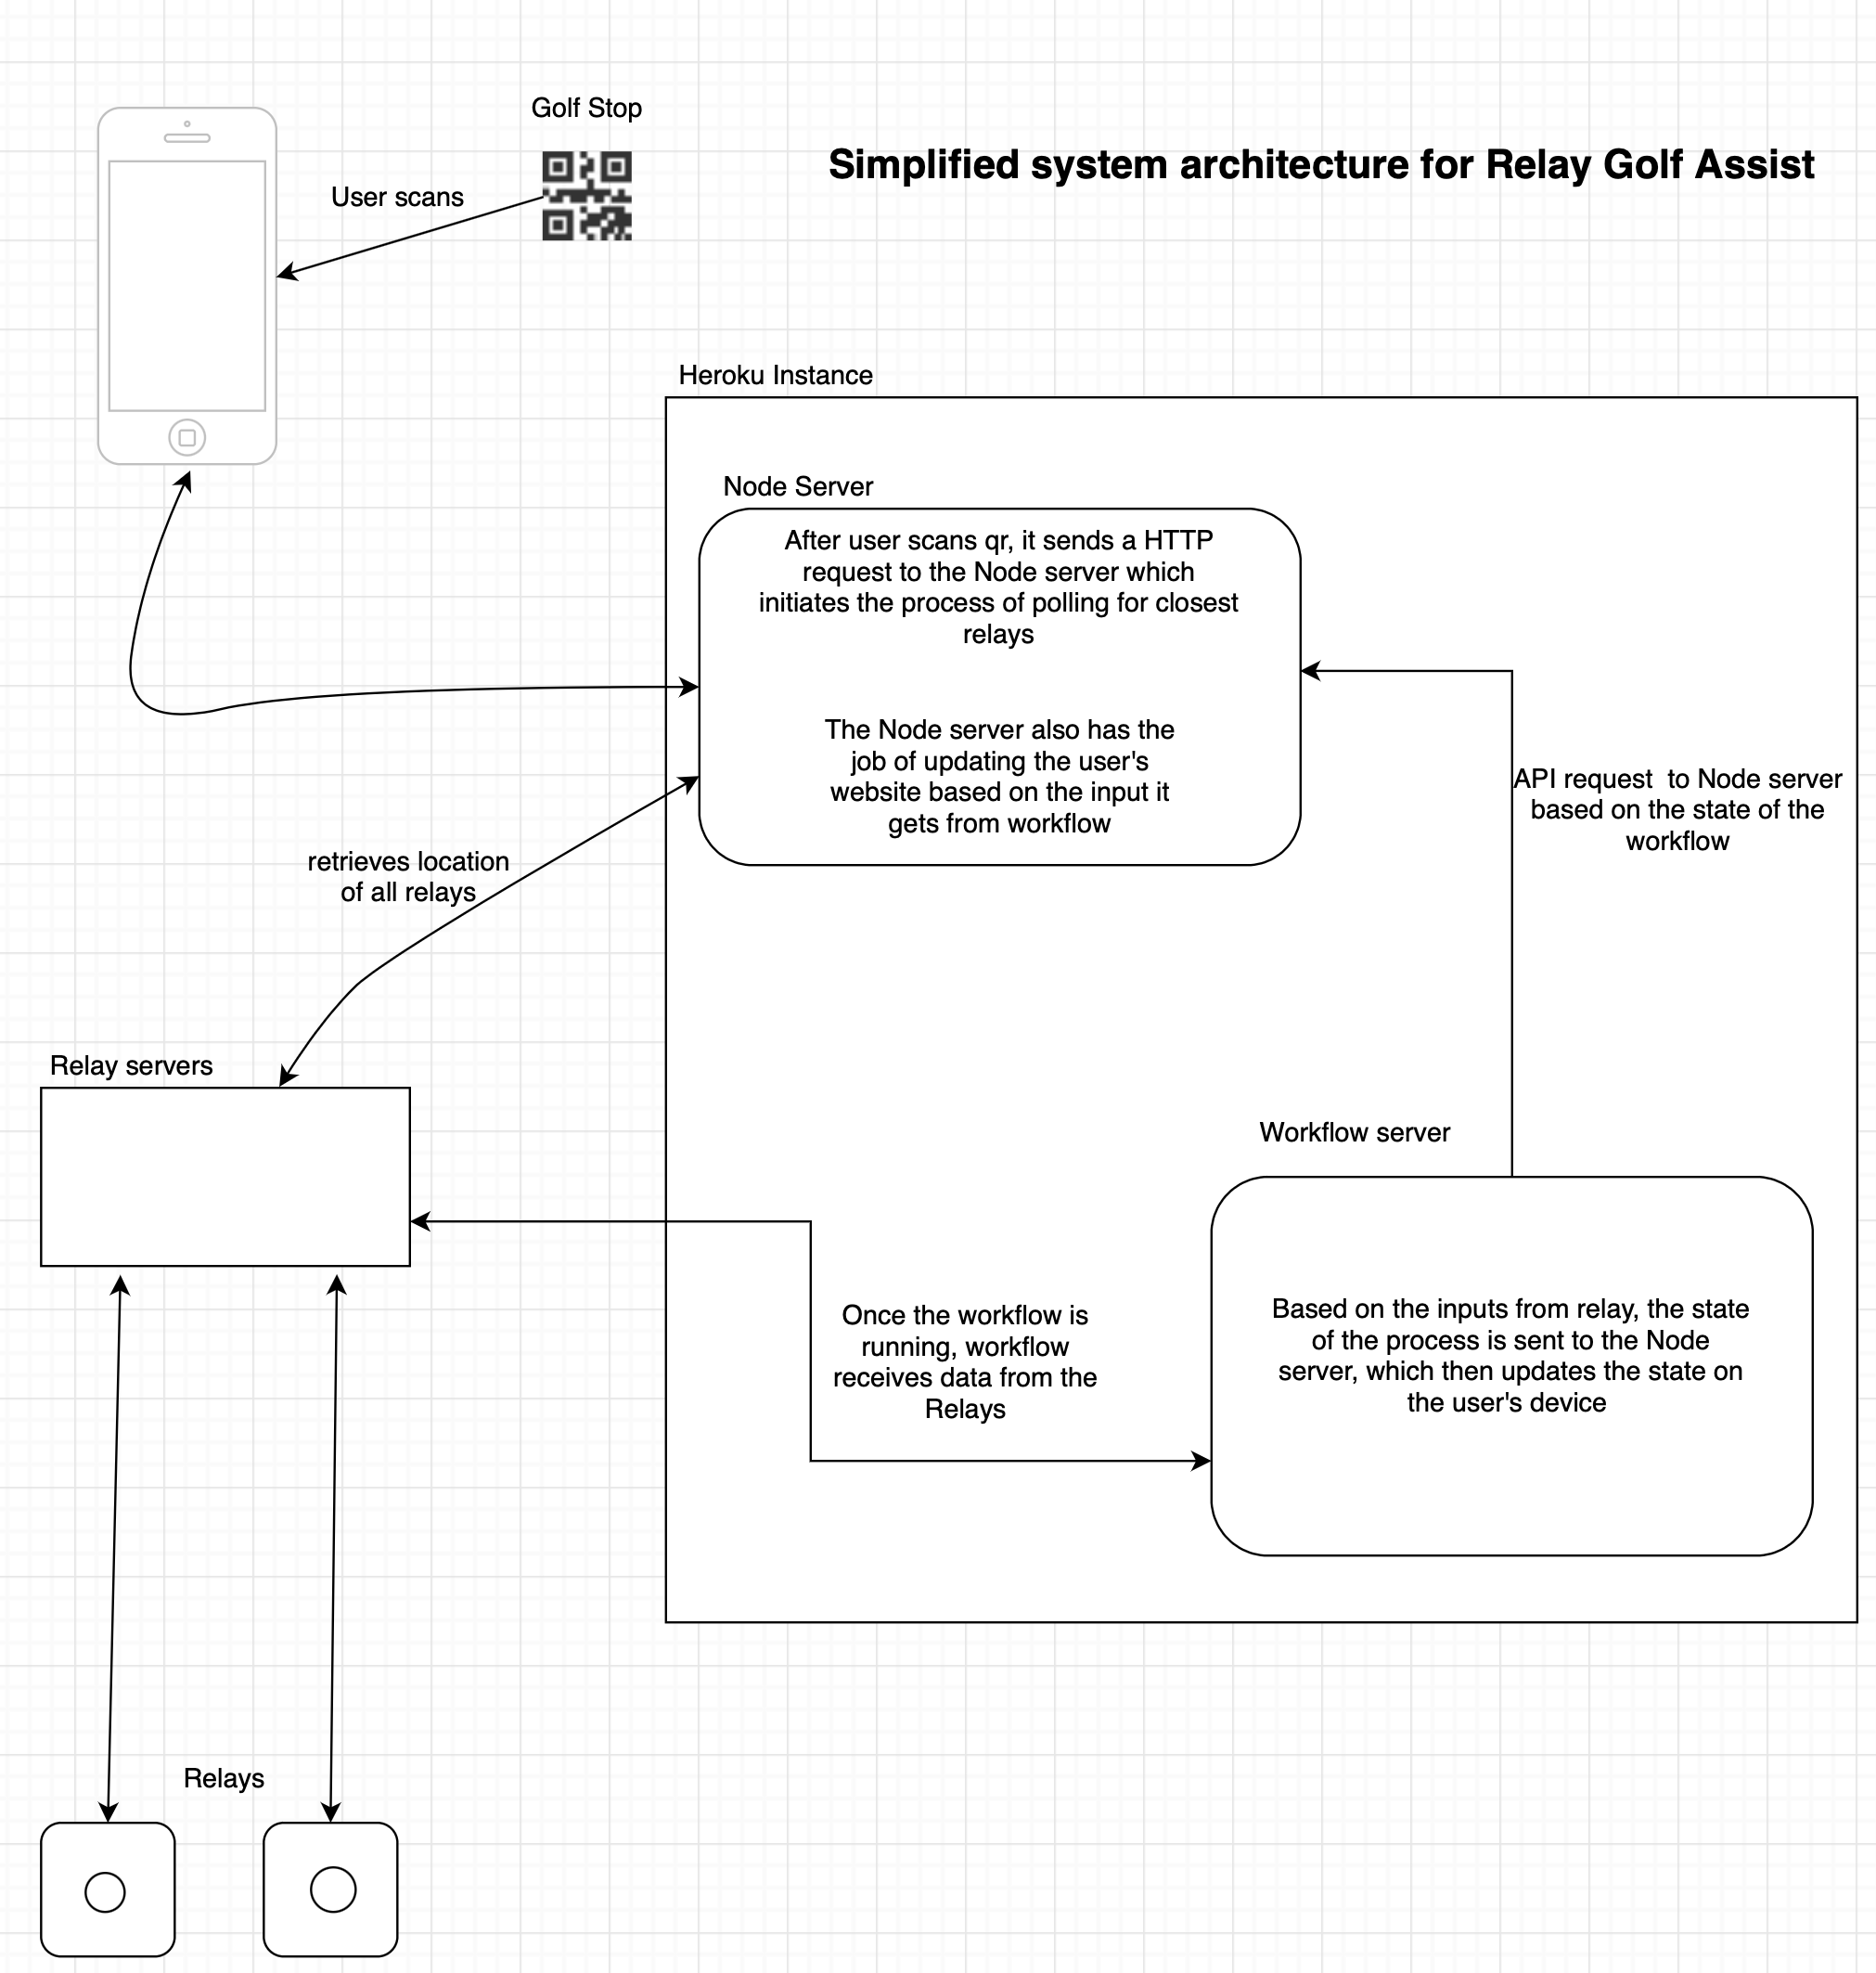 Golf Stop
Simplified system architecture for Relay Golf Assist
User scans
Heroku Instance
Node Server
After user scans qr, it sends a HTTP
request to the Node server which
initiates the process of polling for closest
relays
The Node server also has the
job of updating the user's
website based on the input it
gets from workflow
API request  to Node server
based on the state of the
workflow
retrieves location
of all relays
Relay servers
Workflow server
Once the workflow is
running, workflow
receives data from the
Relays
Based on the inputs from relay, the state
of the process is sent to the Node
server, which then updates the state on
the user's device
Relays